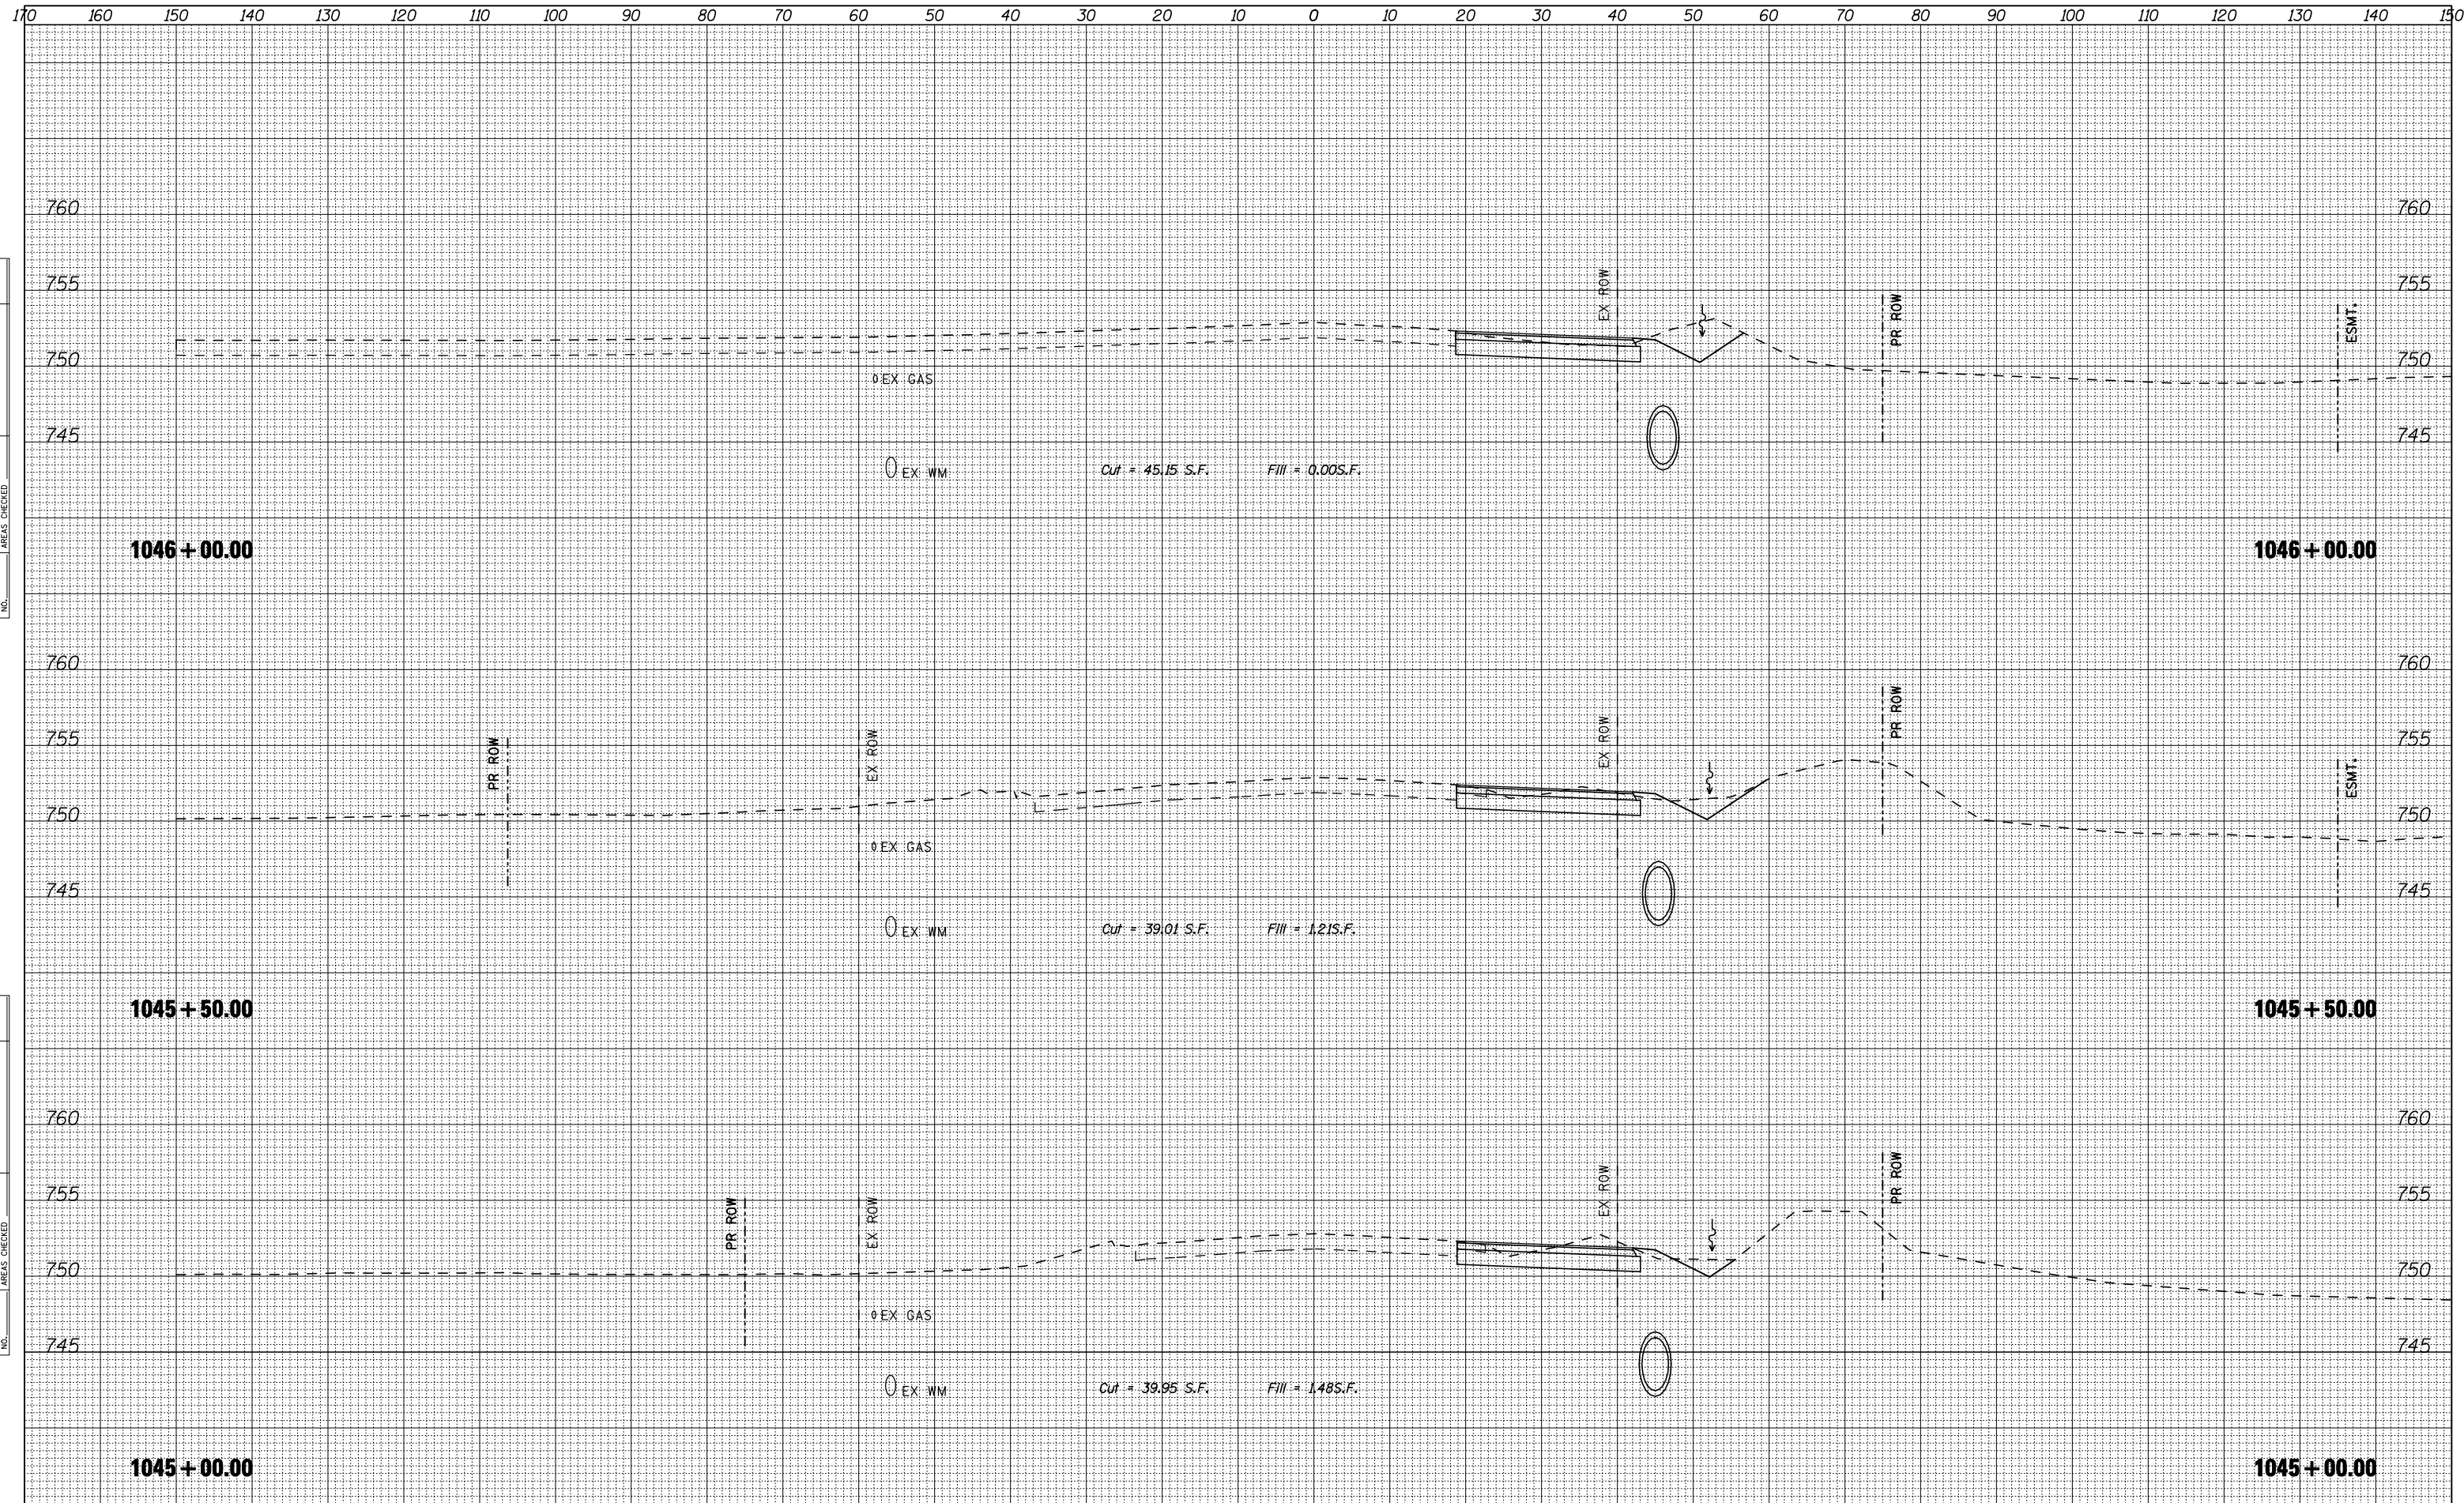 170 160 150 140 130 120 110 100 90 80 70 60 50 40 30 20 10 0 10 20 30 40 50 60 70 80 90 100 110 120 130 140 150
760 760
755 EX ROW PR ROW ESMT. 755
750 750
EX GAS
745 745
EX WM Cut = 45.15 S.F. Fill = 0.00S.F.
AREAS CHECKED
1046+00.00 1046+00.00
NO.
760 760
755 PR ROW EX ROW EX ROW PR ROW ESMT. 755
750 750
EX GAS
745 745
EX WM Cut = 39.01 S.F. Fill = 1.21S.F.
1045+50.00 1045+50.00
760 760
755 PR ROW EX ROW EX ROW PR ROW 755
AREAS CHECKED
750 750
EX GAS
NO.
745 745
EX WM Cut = 39.95 S.F. Fill = 1.48S.F.
1045+00.00 1045+00.00